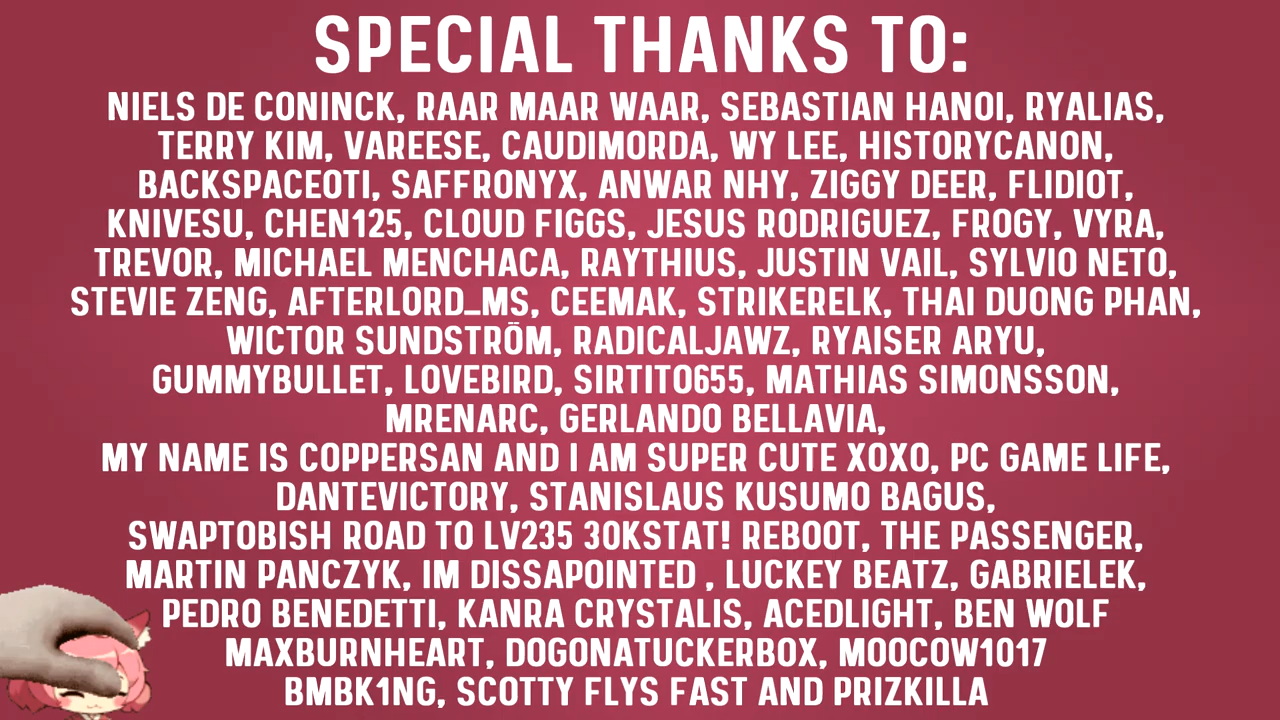 SPECIAL THANKS TO:
NIELS DE CONINCK, RAAR MAAR WAAR, SEBASTIAN HANOI, RYALIAS,
TERRY KIM, VAREESE, CAUDIMORDA, WY LEE, HISTORYCANON,
BACKSPACEOTI, SAFFRONYX, ANWAR NHY, ZIGGY DEER, FLIDIOT,
KNIVESU, CHEN125, CLOUD FIGGS, JESUS RODRIGUEZ, FROGY, VYRA,
TREVOR, MICHAEL MENCHACA, RAYTHIUS, JUSTIN VAIL, SYLVIO NETO,
STEVIE ZENG, AFTERLORD_MS, CEEMAK, STRIKERELK, THAI DUONG PHAN,
WICTOR SUNDSTRÖM, RADICALJAWZ, RYAISER ARYU,
GUMMYBULLET, LOVEBIRD, SIRTITO655, MATHIAS SIMONSSON,
MRENARC, GERLANDO BELLAVIA,
MY NAME IS COPPERSAN AND I AM SUPER CUTE XOXO, PC GAME LIFE,
DANTEVICTORY, STANISLAUS KUSUMO BAGUS,
SWAPTOBISH ROAD TO LV235 30KSTAT! REBOOT, THE PASSENGER,
MARTIN PANCZYK, IM DISSAPOINTED , LUCKEY BEATZ, GABRIELEK,
PEDRO BENEDETTI, KANRA CRYSTALIS, ACEDLIGHT, BEN WOLF
MAXBURNHEART, DOGONATUCKERBOX, MOOCOW1017
BMBK1NG, SCOTTY FLYS FAST AND PRIZKILLA